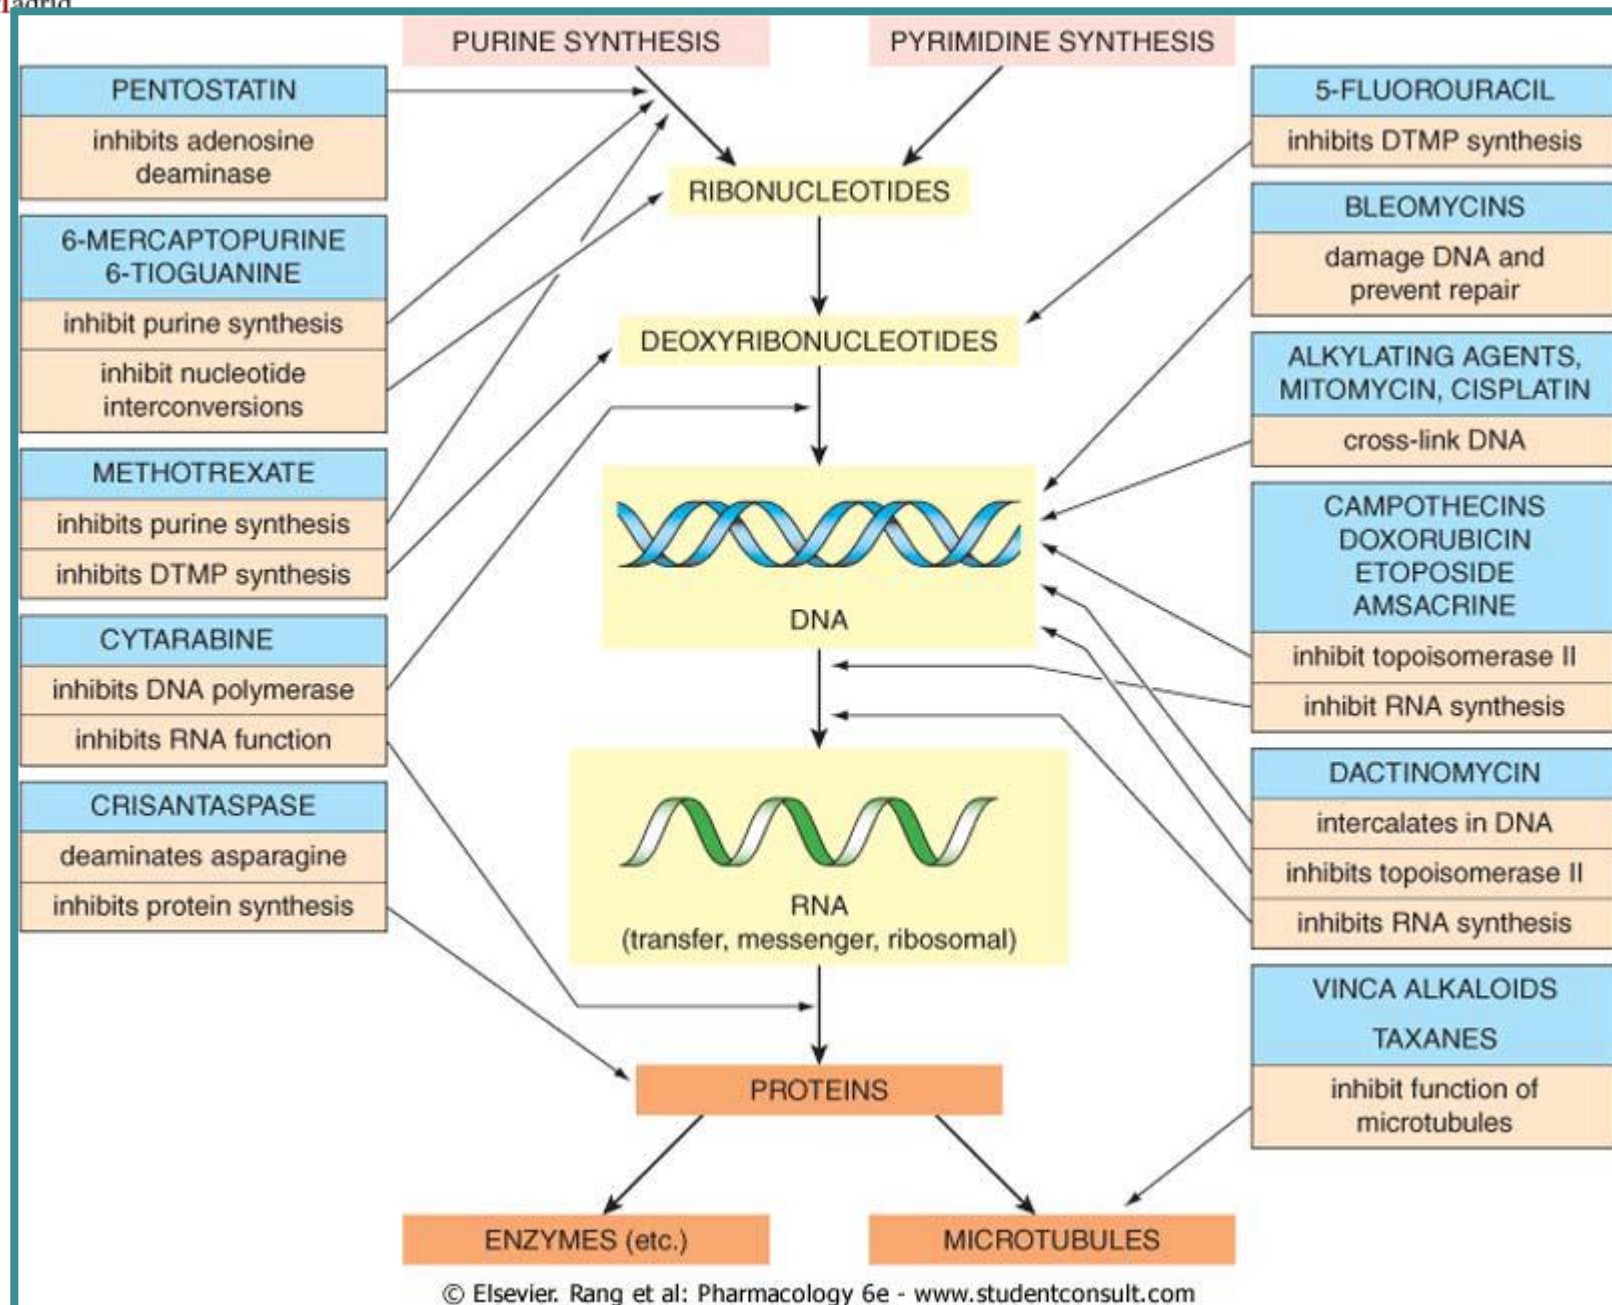 PURINE SYNTHESIS
PYRIMIDINE SYNTHESIS
PENTOSTATIN
inhibits adenosine
deaminase
6-MERCAPTOPURINE
6-TIOGUANINE
inhibit purine synthesis
inhibit nucleotide
interconversions
METHOTREXATE
inhibits purine synthesis
inhibits DTMP synthesis
CYTARABINE
inhibits DNA polymerase
inhibits RNA function
CRISANTASPASE
deaminates asparagine
inhibits protein synthesis
RIBONUCLEOTIDES
DEOXYRIBONUCLEOTIDES
DNA
RNA
(transfer, messenger, ribosomal)
PROTEINS
ENZYMES (etc.)
MICROTUBULES
5-FLUOROURACIL
inhibits DTMP synthesis
BLEOMYCINS
damage DNA and
prevent repair
ALKYLATING AGENTS,
MITOMYCIN, CISPLATIN
cross-link DNA
CAMPOTHECINS
DOXORUBICIN
ETOPOSIDE
AMSACRINE
inhibit topoisomerase II
inhibit RNA synthesis
DACTINOMYCIN
intercalates in DNA
inhibits topoisomerase II
inhibits RNA synthesis
VINCA ALKALOIDS
TAXANES
inhibit function of
microtubules
© Elsevier. Rang et al: Pharmacology 6e - www.studentconsult.com